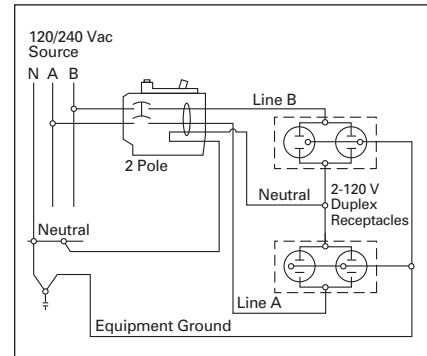 120/240 Vac
Source
N A B
Line B
2 Pole
Neutral
2-120 V
Duplex
Receptacles
Neutral
Line A
Equipment Ground